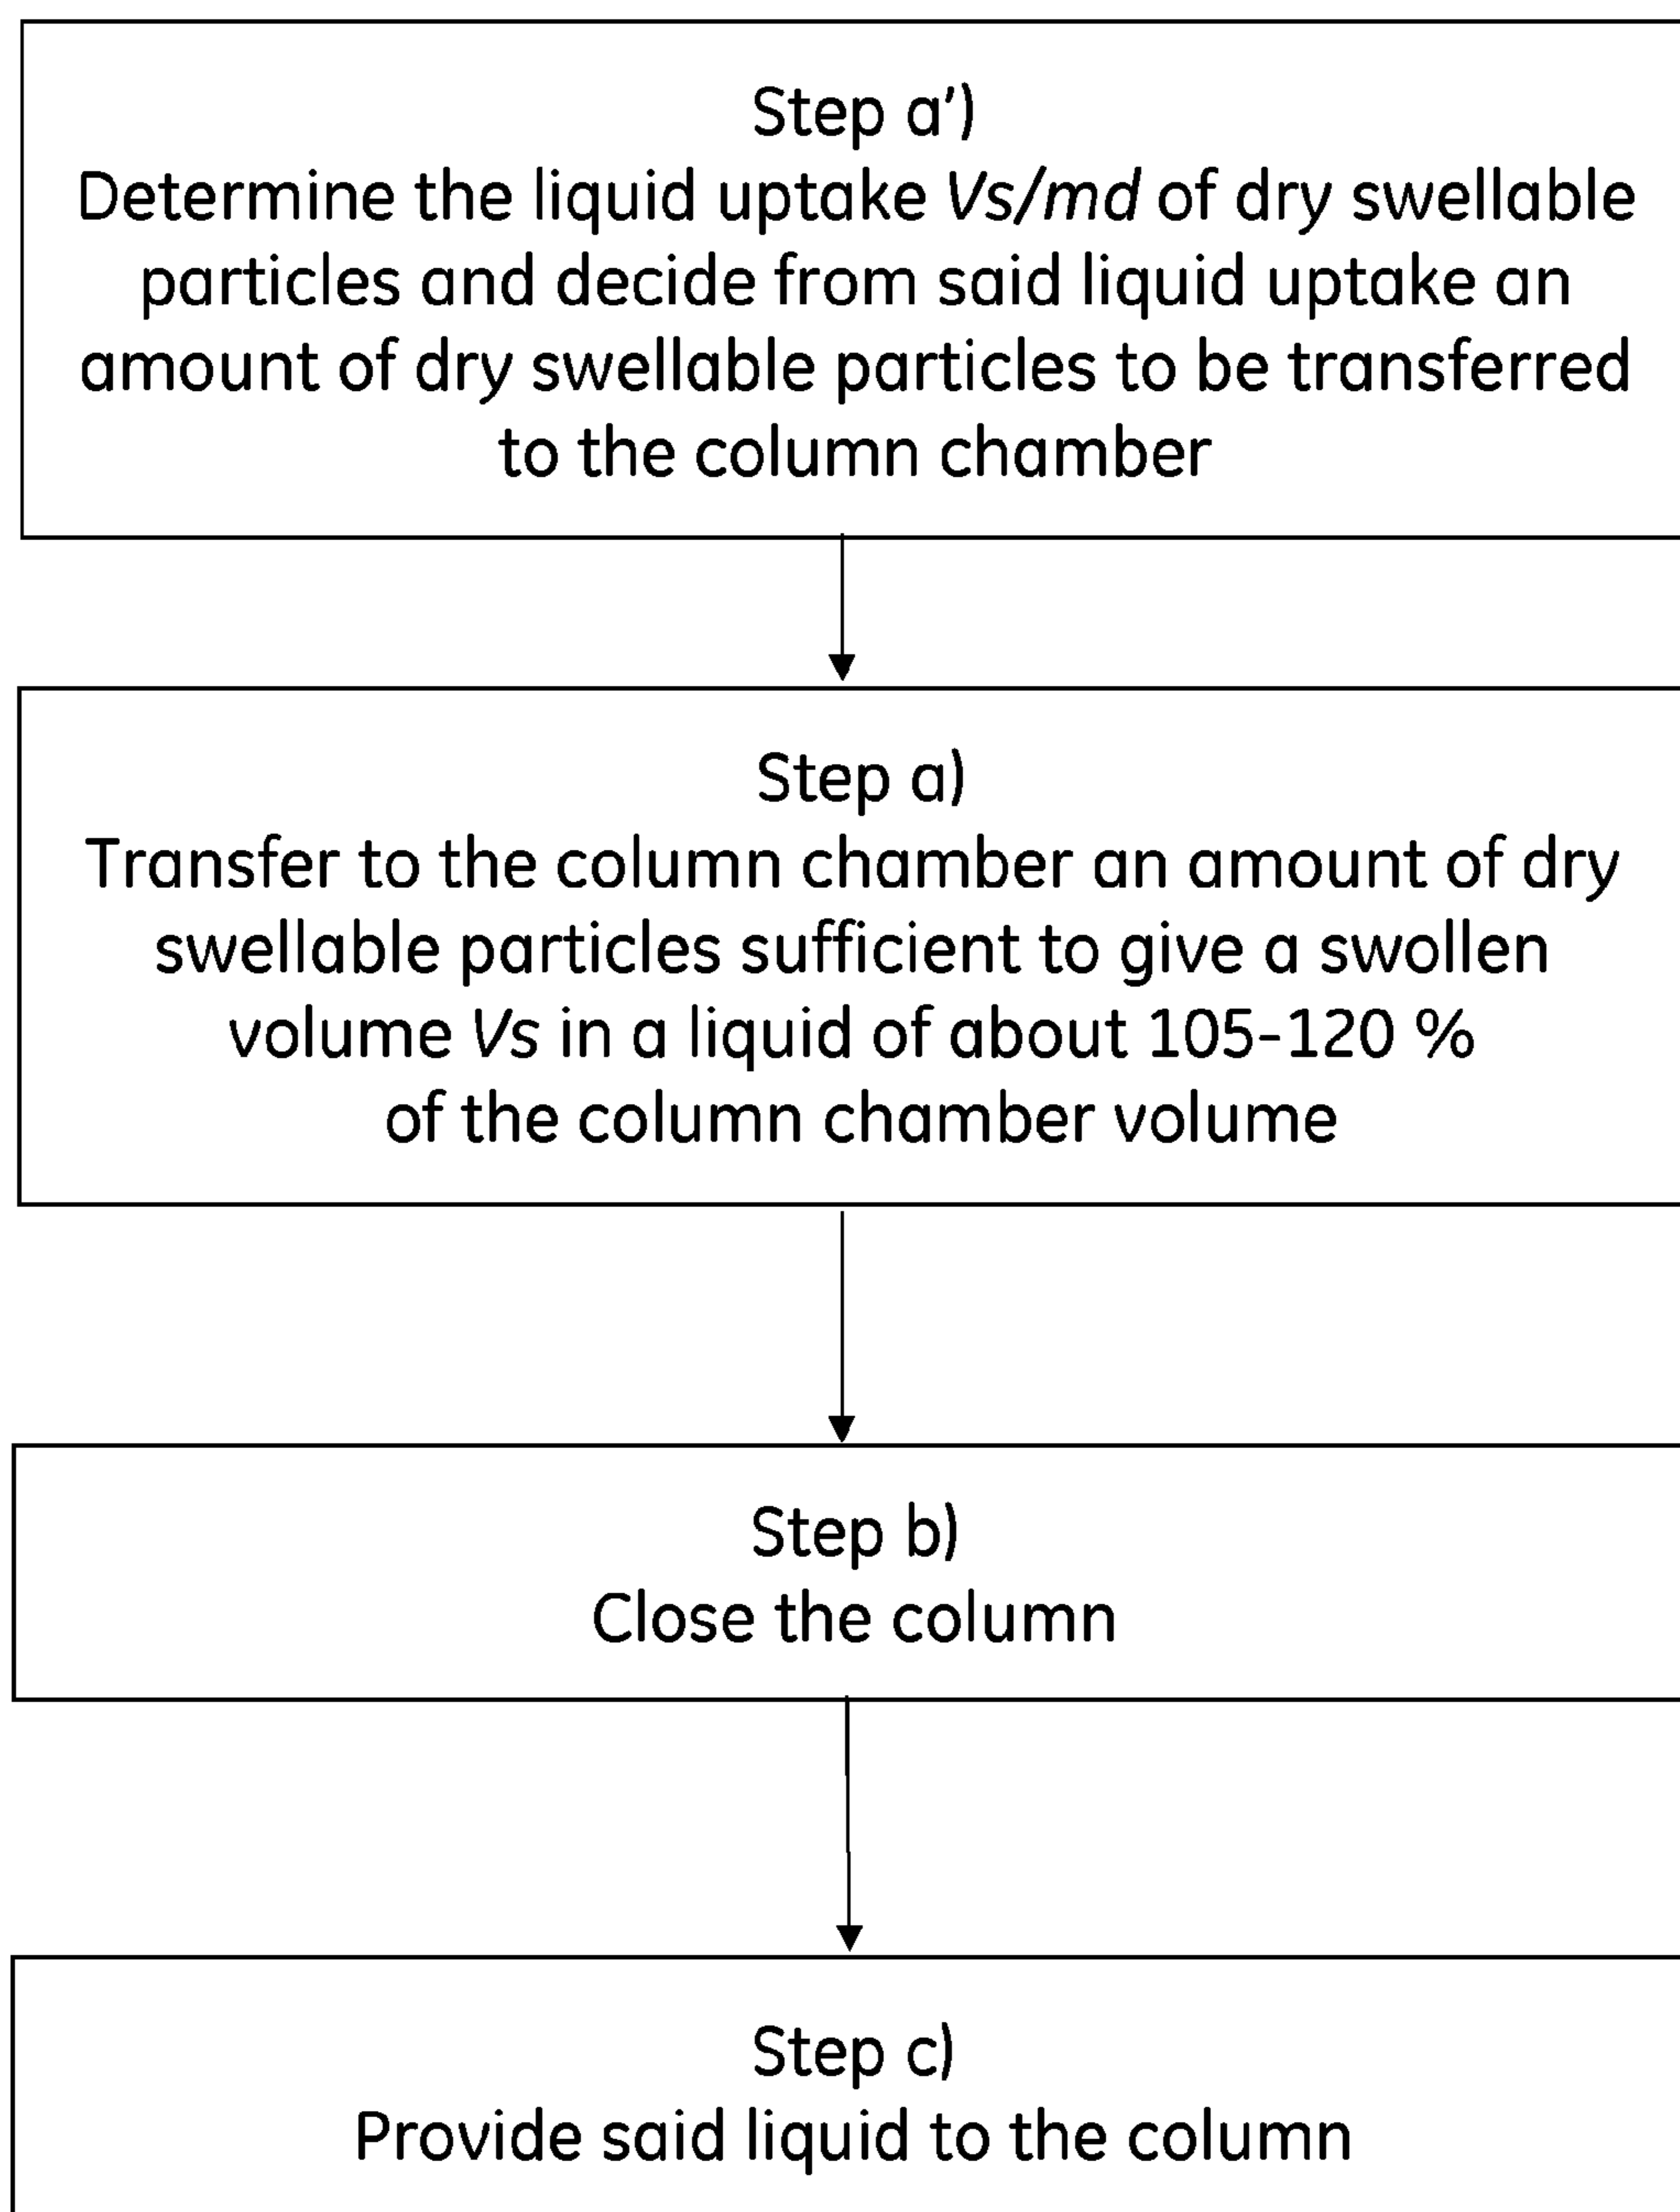 Step a’)
Determine the liquid uptake Vs/md of dry swellable
particles and decide from said liquid uptake an
amount of dry swellable particles to be transferred
to the column chamber
Step a)
Transfer to the column chamber an amount of dry
swellable particles sufficient to give a swollen
volume Vs in a liquid of about 105-120 %
of the column chamber volume
Step b)
Close the column
Step c)
Provide said liquid to the column